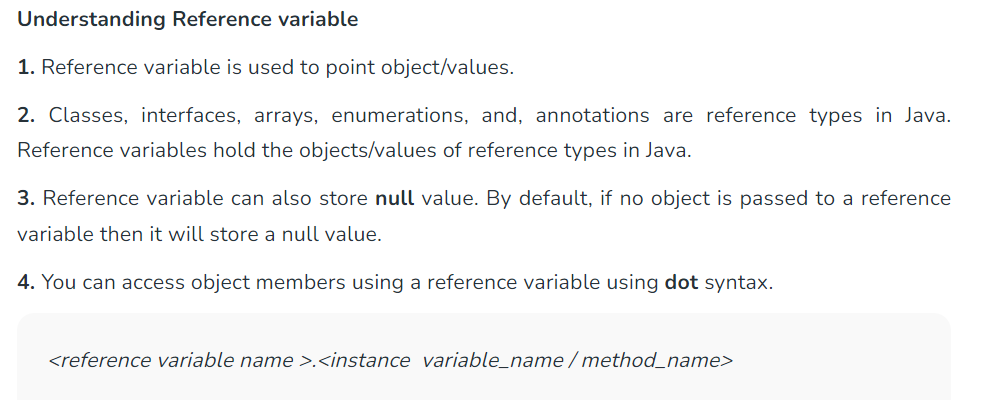 Understanding Reference variable
1. Reference variable is used to point object/values.
2. Classes, interfaces, arrays, enumerations, and, annotations are reference types in Java.
Reference variables hold the objects/values of reference types in Java.
3. Reference variable can also store null value. By default, if no object is passed to a reference
variable then it will store a null value.
4. You can access object members using a reference variable using dot syntax.
<reference variable name >.<instance  variable_name / method_name>